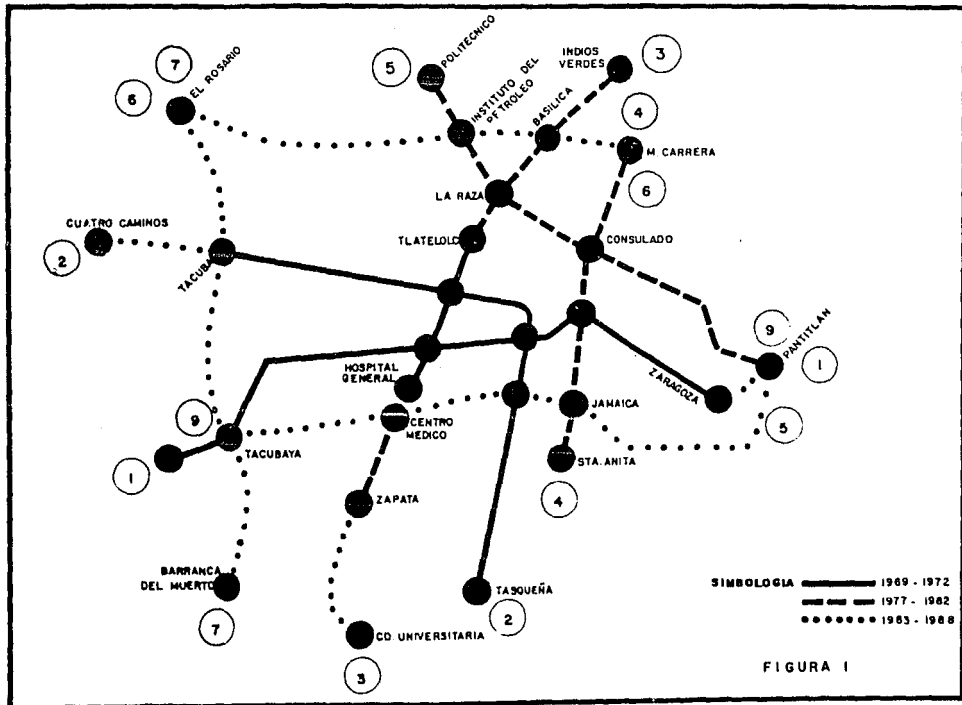 5
POLITECNICO
INSTITUTO DEL
PETROLEO
BASILICA
INDIOS
VERDES
3
7
6
EL ROSARIO
4
M. CARRERA
6
LA RAZA
TLATELOLC
CONSULADO
CUATRO CAMINOS
2
TACUBA
9
PANTITLAN
1
ZARAGOZA
5
HOSPITAL
GENERAL
CENTRO
MEDICO
JAMAICA
9
TACUBAYA
1
STA. ANITA
4
ZAPATA
BARRANCA
DEL MUERTO
7
TASQUEÑA
2
CD. UNIVERSITARIA
3
SIMBOLOGIA
1969 - 1972
1977 - 1982
1983 - 1988
FIGURA 1